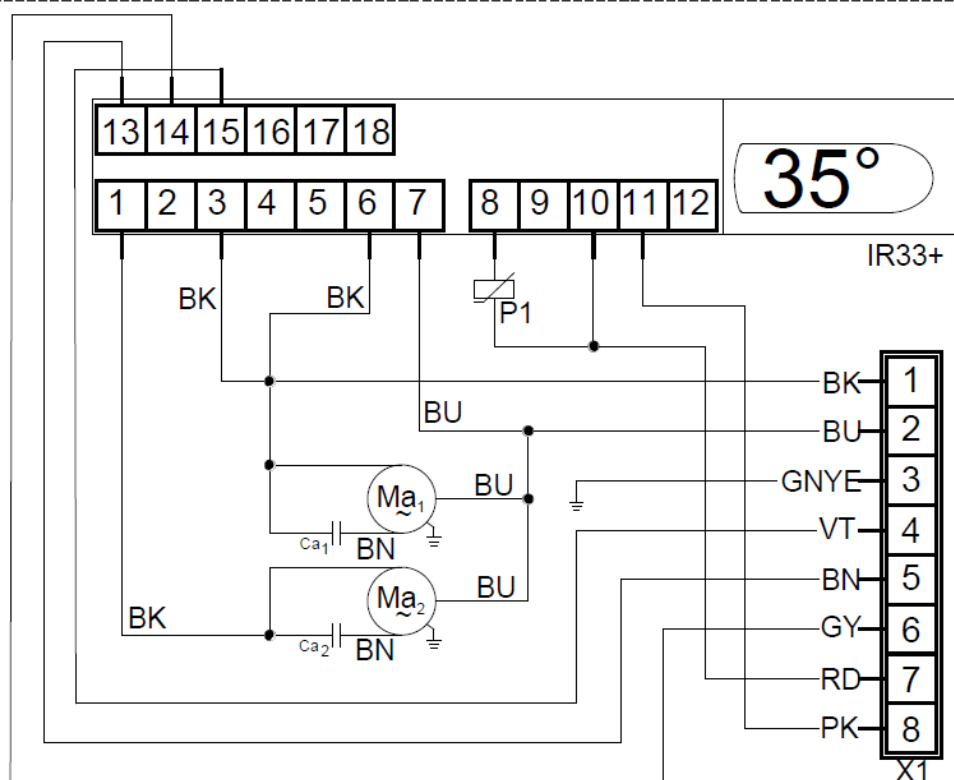 13 14 15 16 17 18
1 2 3 4 5 6 7 8 9 10 11 12
35°
IR33+
BK BK
P1
BK 1
BU
BU 2
BU
GNYE 3
Ma1
~
Ca1
BN
VT 4
BN 5
BU
Ma2
~
BK
Ca2
BN
GY 6
RD 7
PK 8
X1